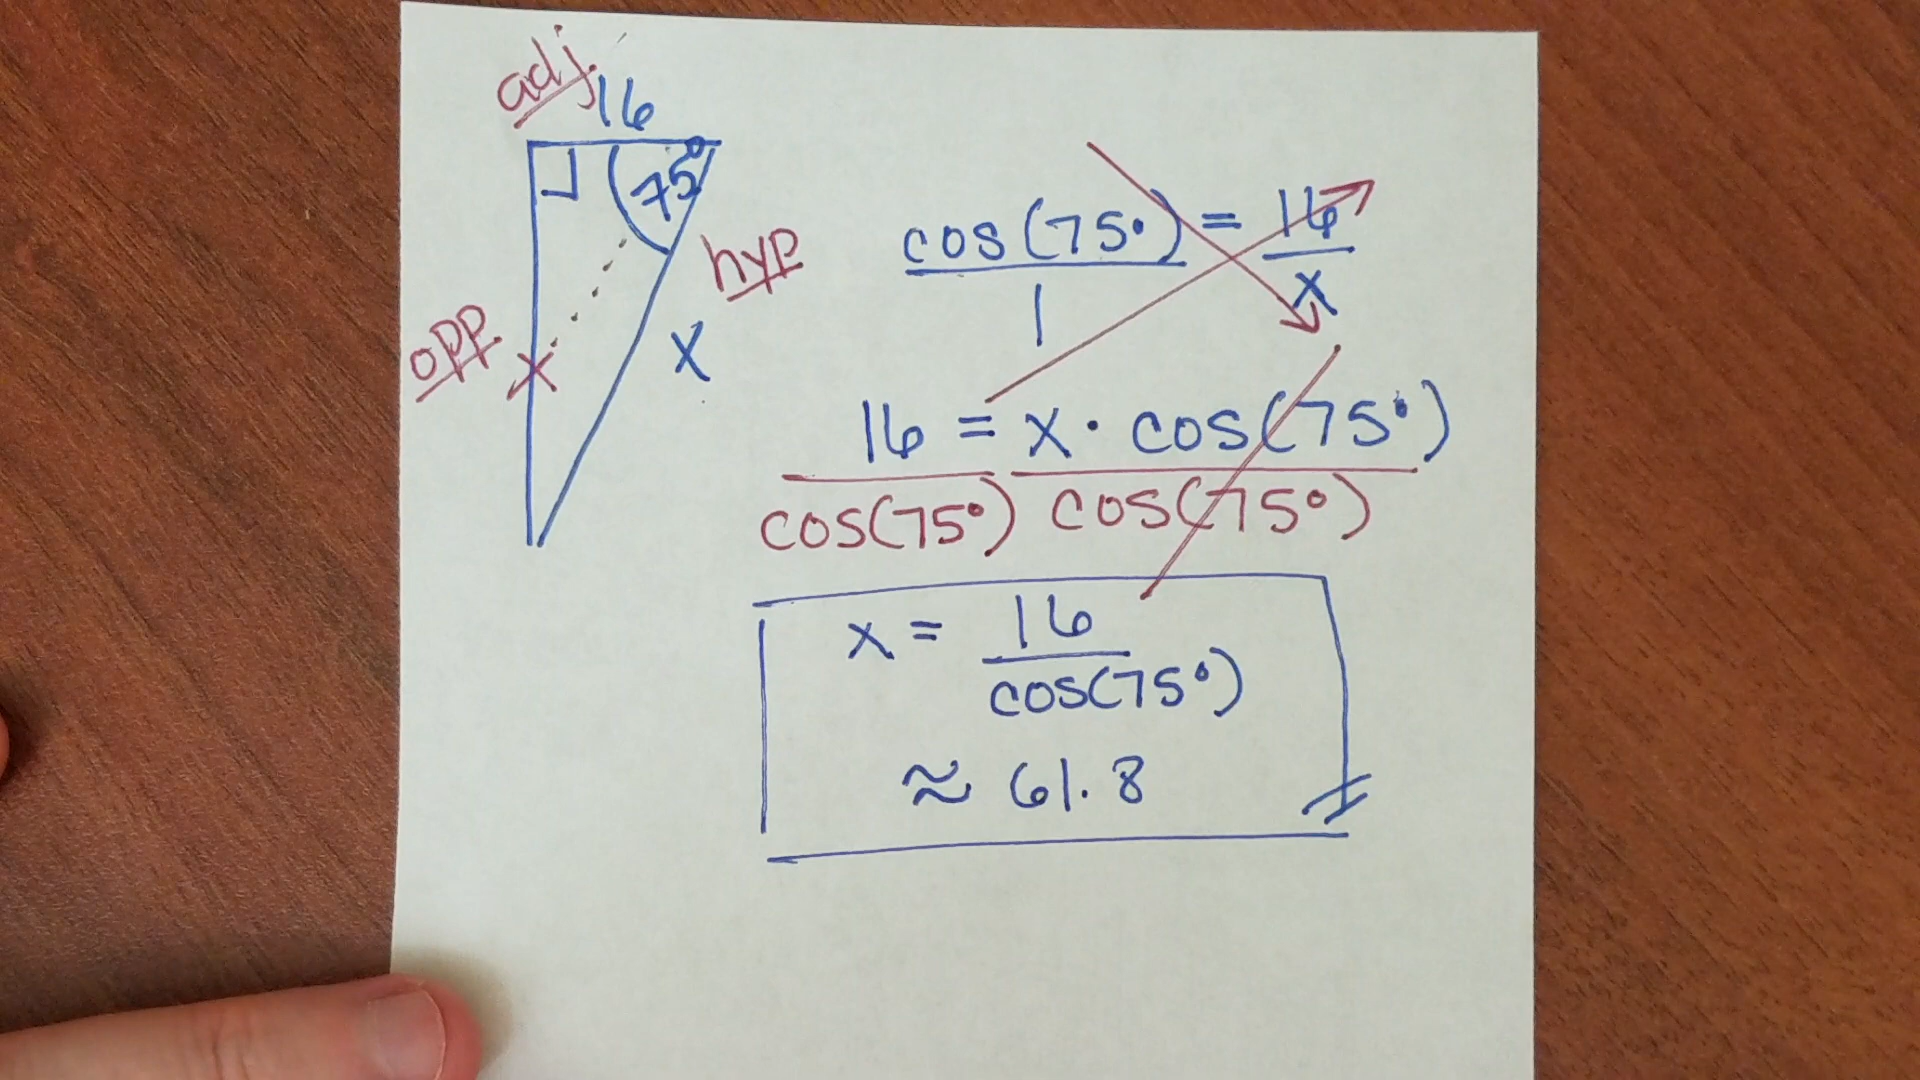 adj.
16
75°
hyp
opp.
x
x
cos(75°) = 16
1 x
16 = x · cos(75°)
cos(75°) cos(75°)
x = 16
cos(75°)
≈ 61.8